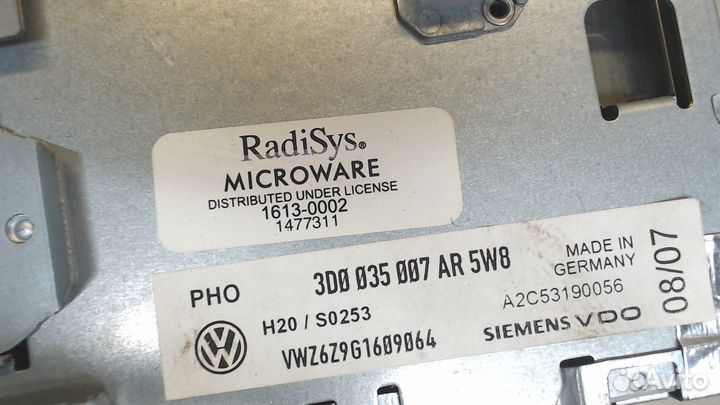 RadiSys®
MICROWARE
DISTRIBUTED UNDER LICENSE
1613-0002
1477311
PHO
3D0 035 007 AR 5W8
H20 / S0253
VWZ6Z9G1609064
MADE IN
GERMANY
A2C53190056
SIEMENS VDO
08/07
Avito